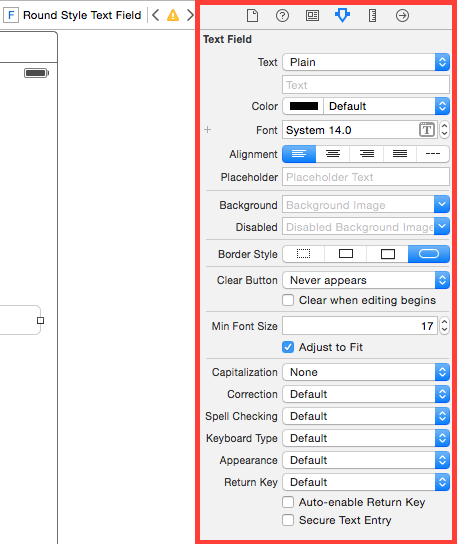 F Round Style Text Field
Text Field
Text Plain
Text
Color Default
+ Font System 14.0 T
Alignment
Placeholder Placeholder Text
Background Background Image
Disabled Disabled Background Image
Border Style
Clear Button Never appears
Clear when editing begins
Min Font Size 17
Adjust to Fit
Capitalization None
Correction Default
Spell Checking Default
Keyboard Type Default
Appearance Default
Return Key Default
Auto-enable Return Key
Secure Text Entry